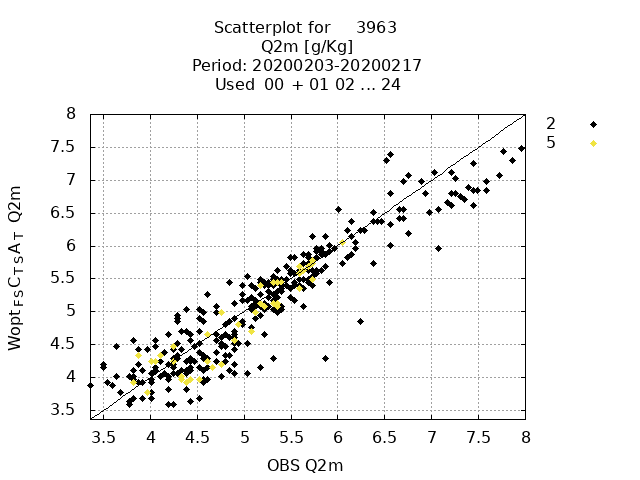 Scatterplot for 3963
Q2m [g/Kg]
Period: 20200203-20200217
Used 00 + 01 02 ... 24
2
5
8
7.5
7
6.5
6
5.5
5
4.5
4
3.5
3.5 4 4.5 5 5.5 6 6.5 7 7.5 8
Wopt FSCTSAT Q2m
OBS Q2m